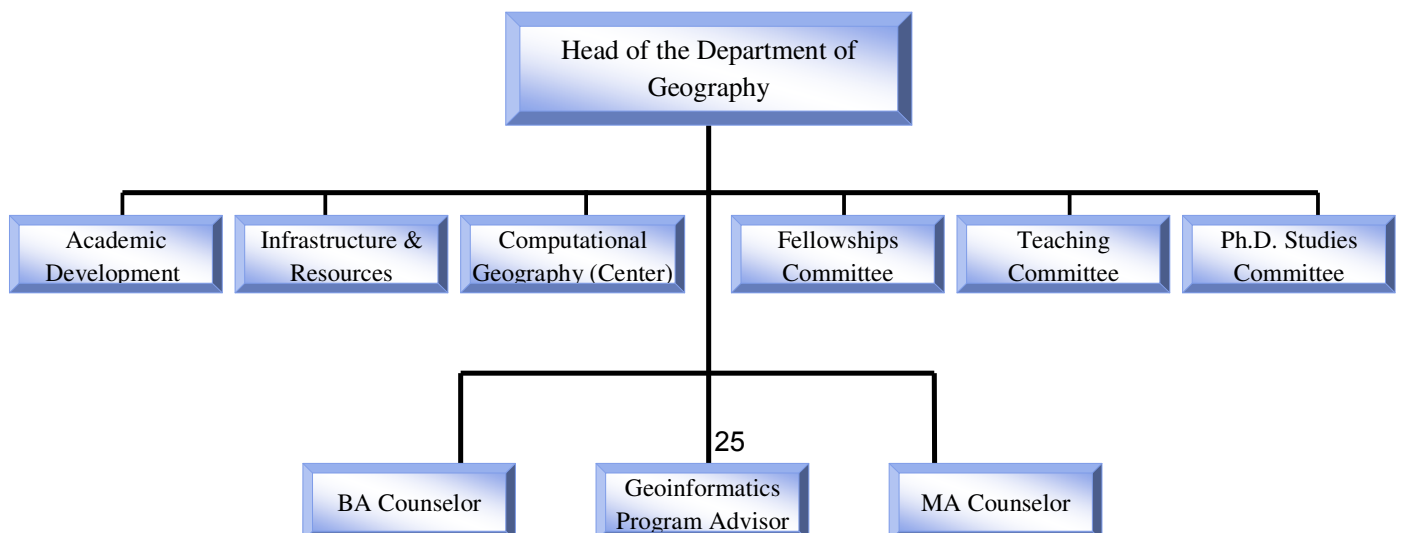 Head of the Department of
Geography
Academic
Development
Infrastructure &
Resources
Computational
Geography (Center)
Fellowships
Committee
Teaching
Committee
Ph.D. Studies
Committee
25
BA Counselor
Geoinformatics
Program Advisor
MA Counselor